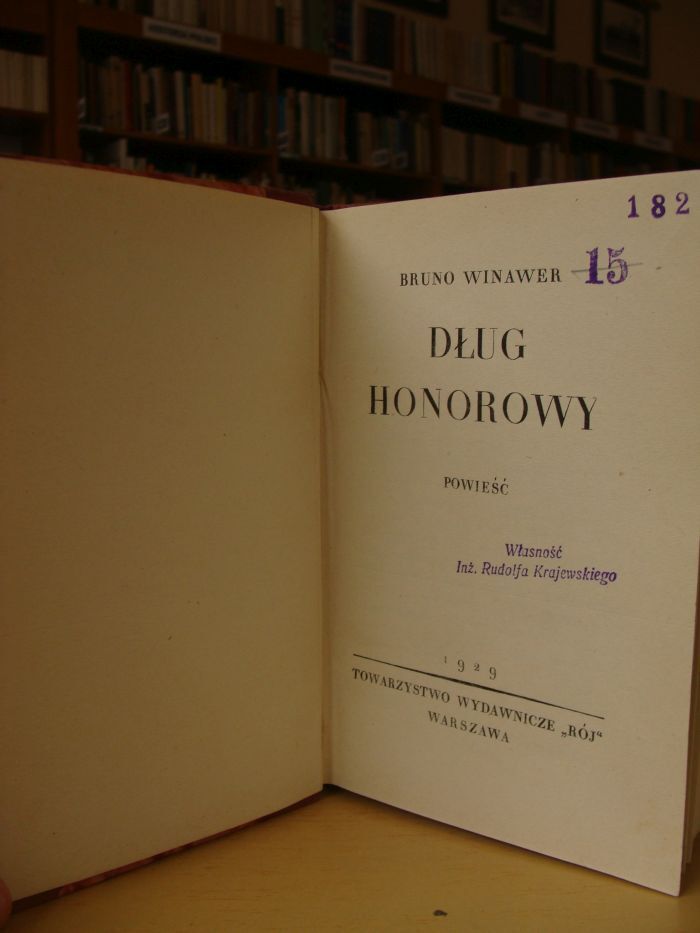 182
15
BRUNO WINAWER
DŁUG
HONOROWY
POWIEŚĆ
Własność
Inż. Rudolfa Krajewskiego
1929
TOWARZYSTWO WYDAWNICZE „RÓJ“
WARSZAWA